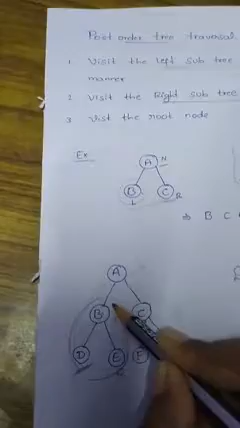 Post order tree traversal
1. Visit the left sub tree
manner
2 Visit the Right sub tree
3 Vist the root node
Ex
A N
B C
L R
⇒ B C
A
B C
D E F